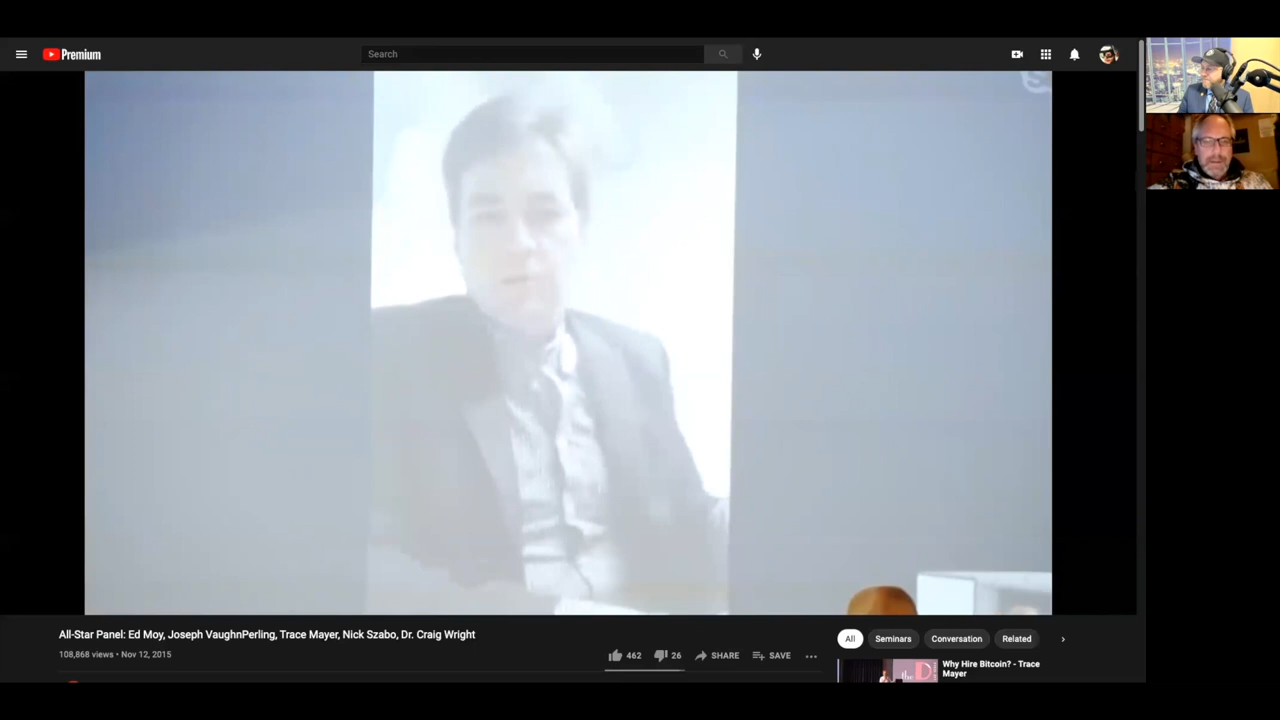 Premium
Search
All-Star Panel: Ed Moy, Joseph VaughnPerling, Trace Mayer, Nick Szabo, Dr. Craig Wright
108,868 views • Nov 12, 2015
462
26
SHARE
SAVE
All
Seminars
Conversation
Related
Why Hire Bitcoin? - Trace
Mayer